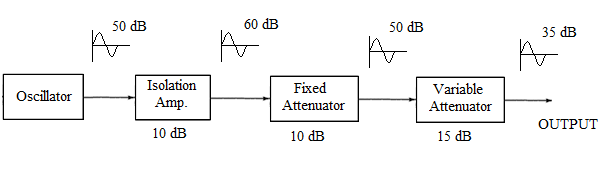 50 dB
60 dB
50 dB
35 dB
Oscillator
Isolation
Amp.
Fixed
Attenuator
Variable
Attenuator
10 dB
10 dB
15 dB
OUTPUT